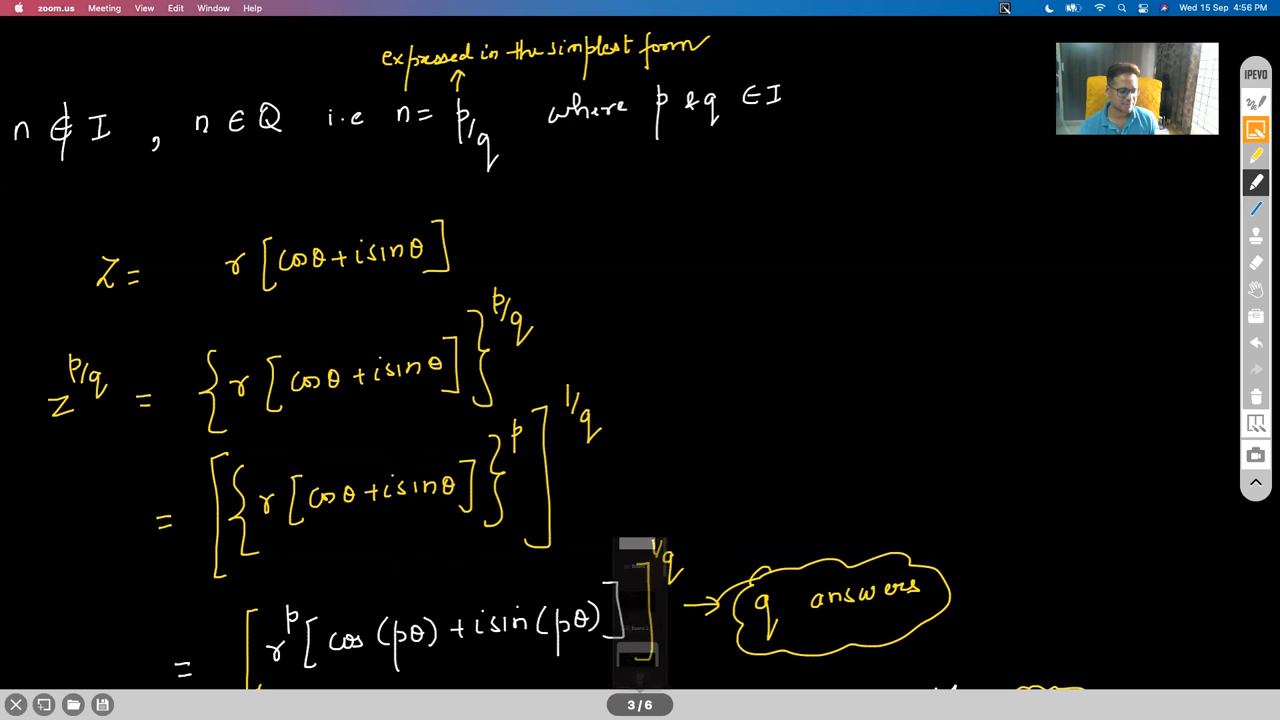 zoom.us Meeting View Edit Window Help Wed 15 Sep 4:56 PM
expressed in the simplest form
n ∉ I , n ∈ Q i.e n = p/q where p & q ∈ I
IPEVO
z = r [cosθ + i sinθ]
z^{p/q} = {r [cosθ + i sinθ]}^{p/q}
= [{r [cosθ + i sinθ]}^p]^{1/q}
= [r^p [cos (pθ) + i sin (pθ)]]^{1/q} → q answers
3 / 6